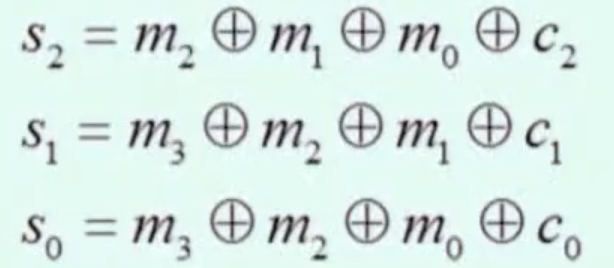 s₂ = m₂ ⊕ m₁ ⊕ m₀ ⊕ c₂
s₁ = m₃ ⊕ m₂ ⊕ m₁ ⊕ c₁
s₀ = m₃ ⊕ m₂ ⊕ m₀ ⊕ c₀